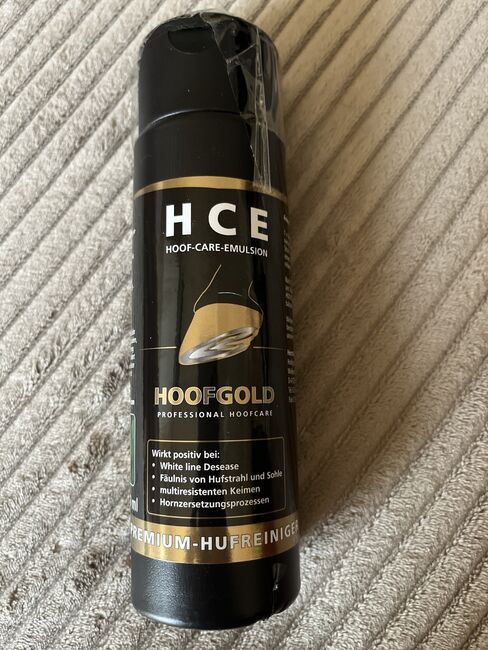 HCE
HOOF-CARE-EMULSION
HOOFGOLD
PROFESSIONAL HOOFCARE
Wirkt positiv bei:
• White line Desease
• Fäulnis von Hufstrahl und Sohle
• multiresistenten Keimen
• Hornzersetzungsprozessen
ml
PREMIUM-HUFREINIGER